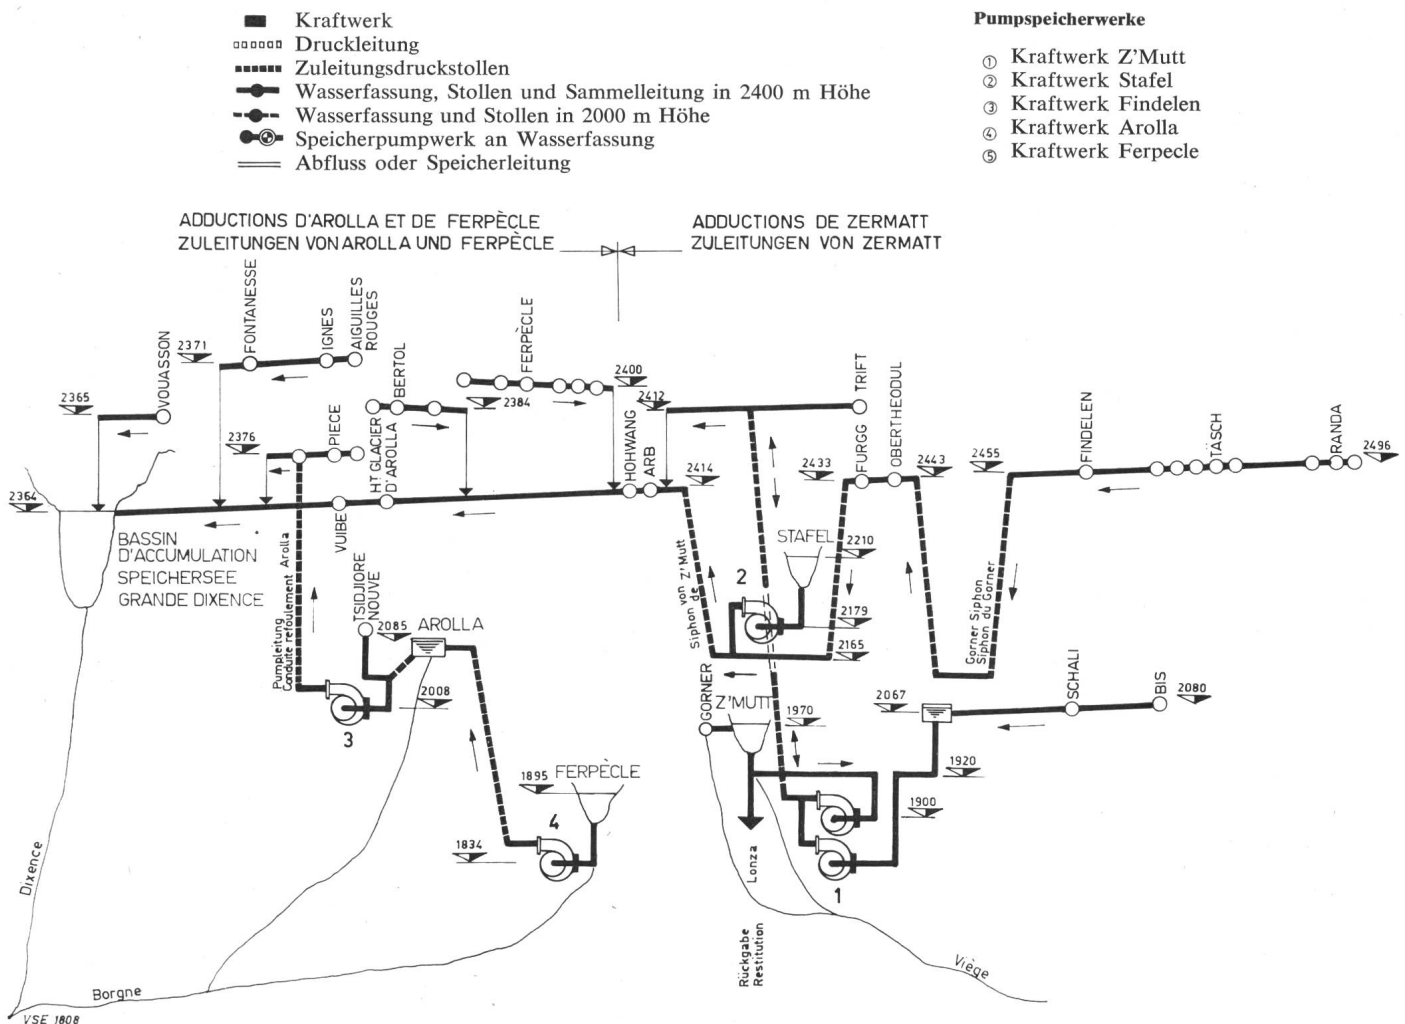 Kraftwerk
Druckleitung
Zuleitungsdruckstollen
Wasserfassung, Stollen und Sammelleitung in 2400 m Höhe
Wasserfassung und Stollen in 2000 m Höhe
Speicherpumpwerk an Wasserfassung
Abfluss oder Speicherleitung
Pumpspeicherwerke
① Kraftwerk Z'Mutt
② Kraftwerk Stafel
③ Kraftwerk Findelen
④ Kraftwerk Arolla
⑤ Kraftwerk Ferpecle
ADDUCTIONS D'AROLLA ET DE FERPÈCLE
ZULEITUNGEN VON AROLLA UND FERPÈCLE
ADDUCTIONS DE ZERMATT
ZULEITUNGEN VON ZERMATT
2365
VOUASSON
2371
FONTANESSE
IGNES
AIGUILLES
ROUGES
BERTOL
2384
FERPÈCLE
2400
2412
TRIFT
2376
PIECE
HT GLACIER
D'AROLLA
HOHWANG
ARB
2414
2433
FURGG
OBERTHEODUL
2443
2455
FINDELEN
TÄSCH
RANDA
2496
2364
BASSIN
D'ACCUMULATION
SPEICHERSEE
GRANDE DIXENCE
VUIBE
Pumpleitung
Conduite refoulement Arolla
TSIDJIORE
NOUVE
2085
AROLLA
2008
3
Siphon von
de Z'Mutt
STAFEL
2210
2
2179
2165
Gorner Siphon
Siphon du Gorner
GORNER
Z'MUTT
1970
2067
SCHALI
BIS
2080
1920
1900
1
1895
FERPÈCLE
4
1834
Lonza
Rückgabe
Restitution
Viège
Dixence
Borgne
VSE 1808